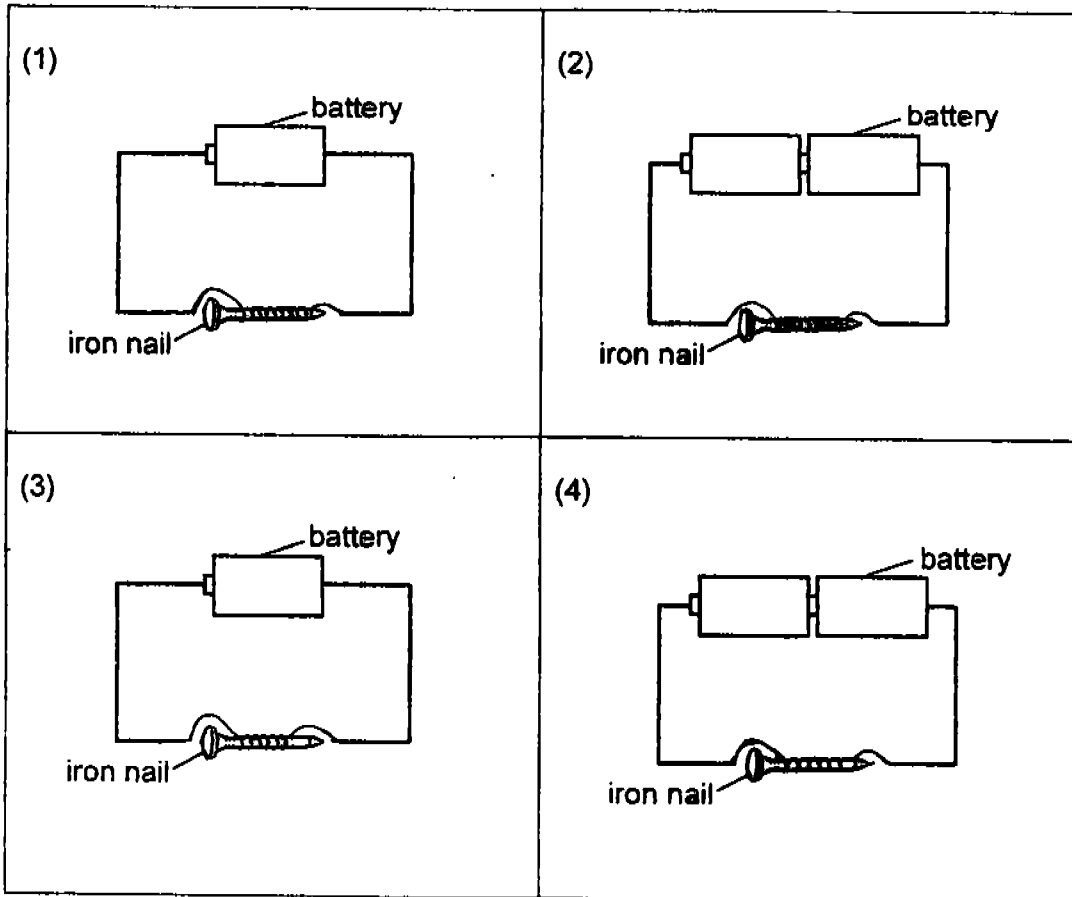 (1)
battery
iron nail
(2)
battery
iron nail
(3)
battery
iron nail
(4)
battery
iron nail